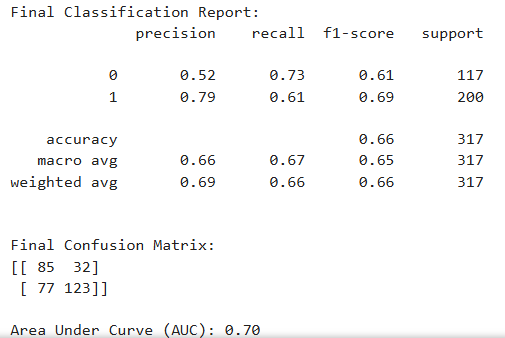 Final Classification Report:
precision recall f1-score support
0 0.52 0.73 0.61 117
1 0.79 0.61 0.69 200
accuracy 0.66 317
macro avg 0.66 0.67 0.65 317
weighted avg 0.69 0.66 0.66 317
Final Confusion Matrix:
[[ 85 32]
[ 77 123]]
Area Under Curve (AUC): 0.70